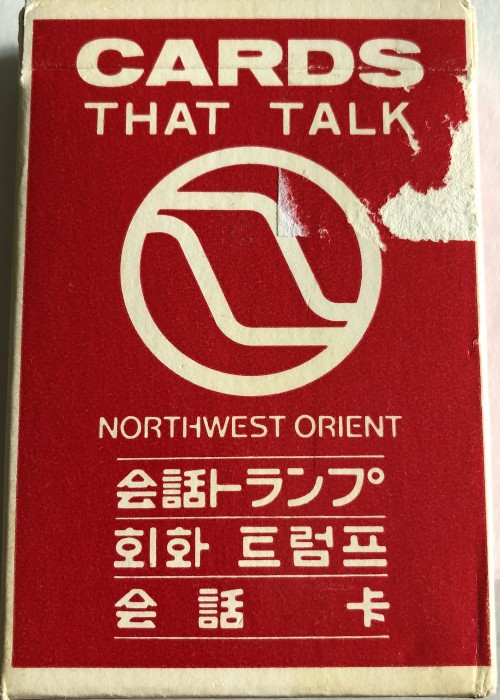 CARDS
THAT TALK
NORTHWEST ORIENT
会話トランプ
회화 트럼프
会話 卡